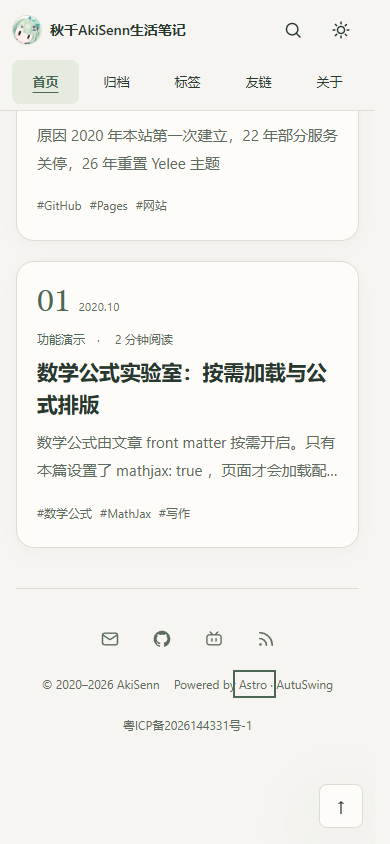 秋千AkiSenn生活笔记
首页 归档 标签 友链 关于
原因 2020 年本站第一次建立，22 年部分服务
关停，26 年重置 Yelee 主题
#GitHub #Pages #网站
01 2020.10
功能演示 · 2 分钟阅读
数学公式实验室：按需加载与公
式排版
数学公式由文章 front matter 按需开启。只有
本篇设置了 mathjax: true ，页面才会加载配...
#数学公式 #MathJax #写作
© 2020–2026 AkiSenn Powered by Astro · AutuSwing
粤ICP备2026144331号-1
↑